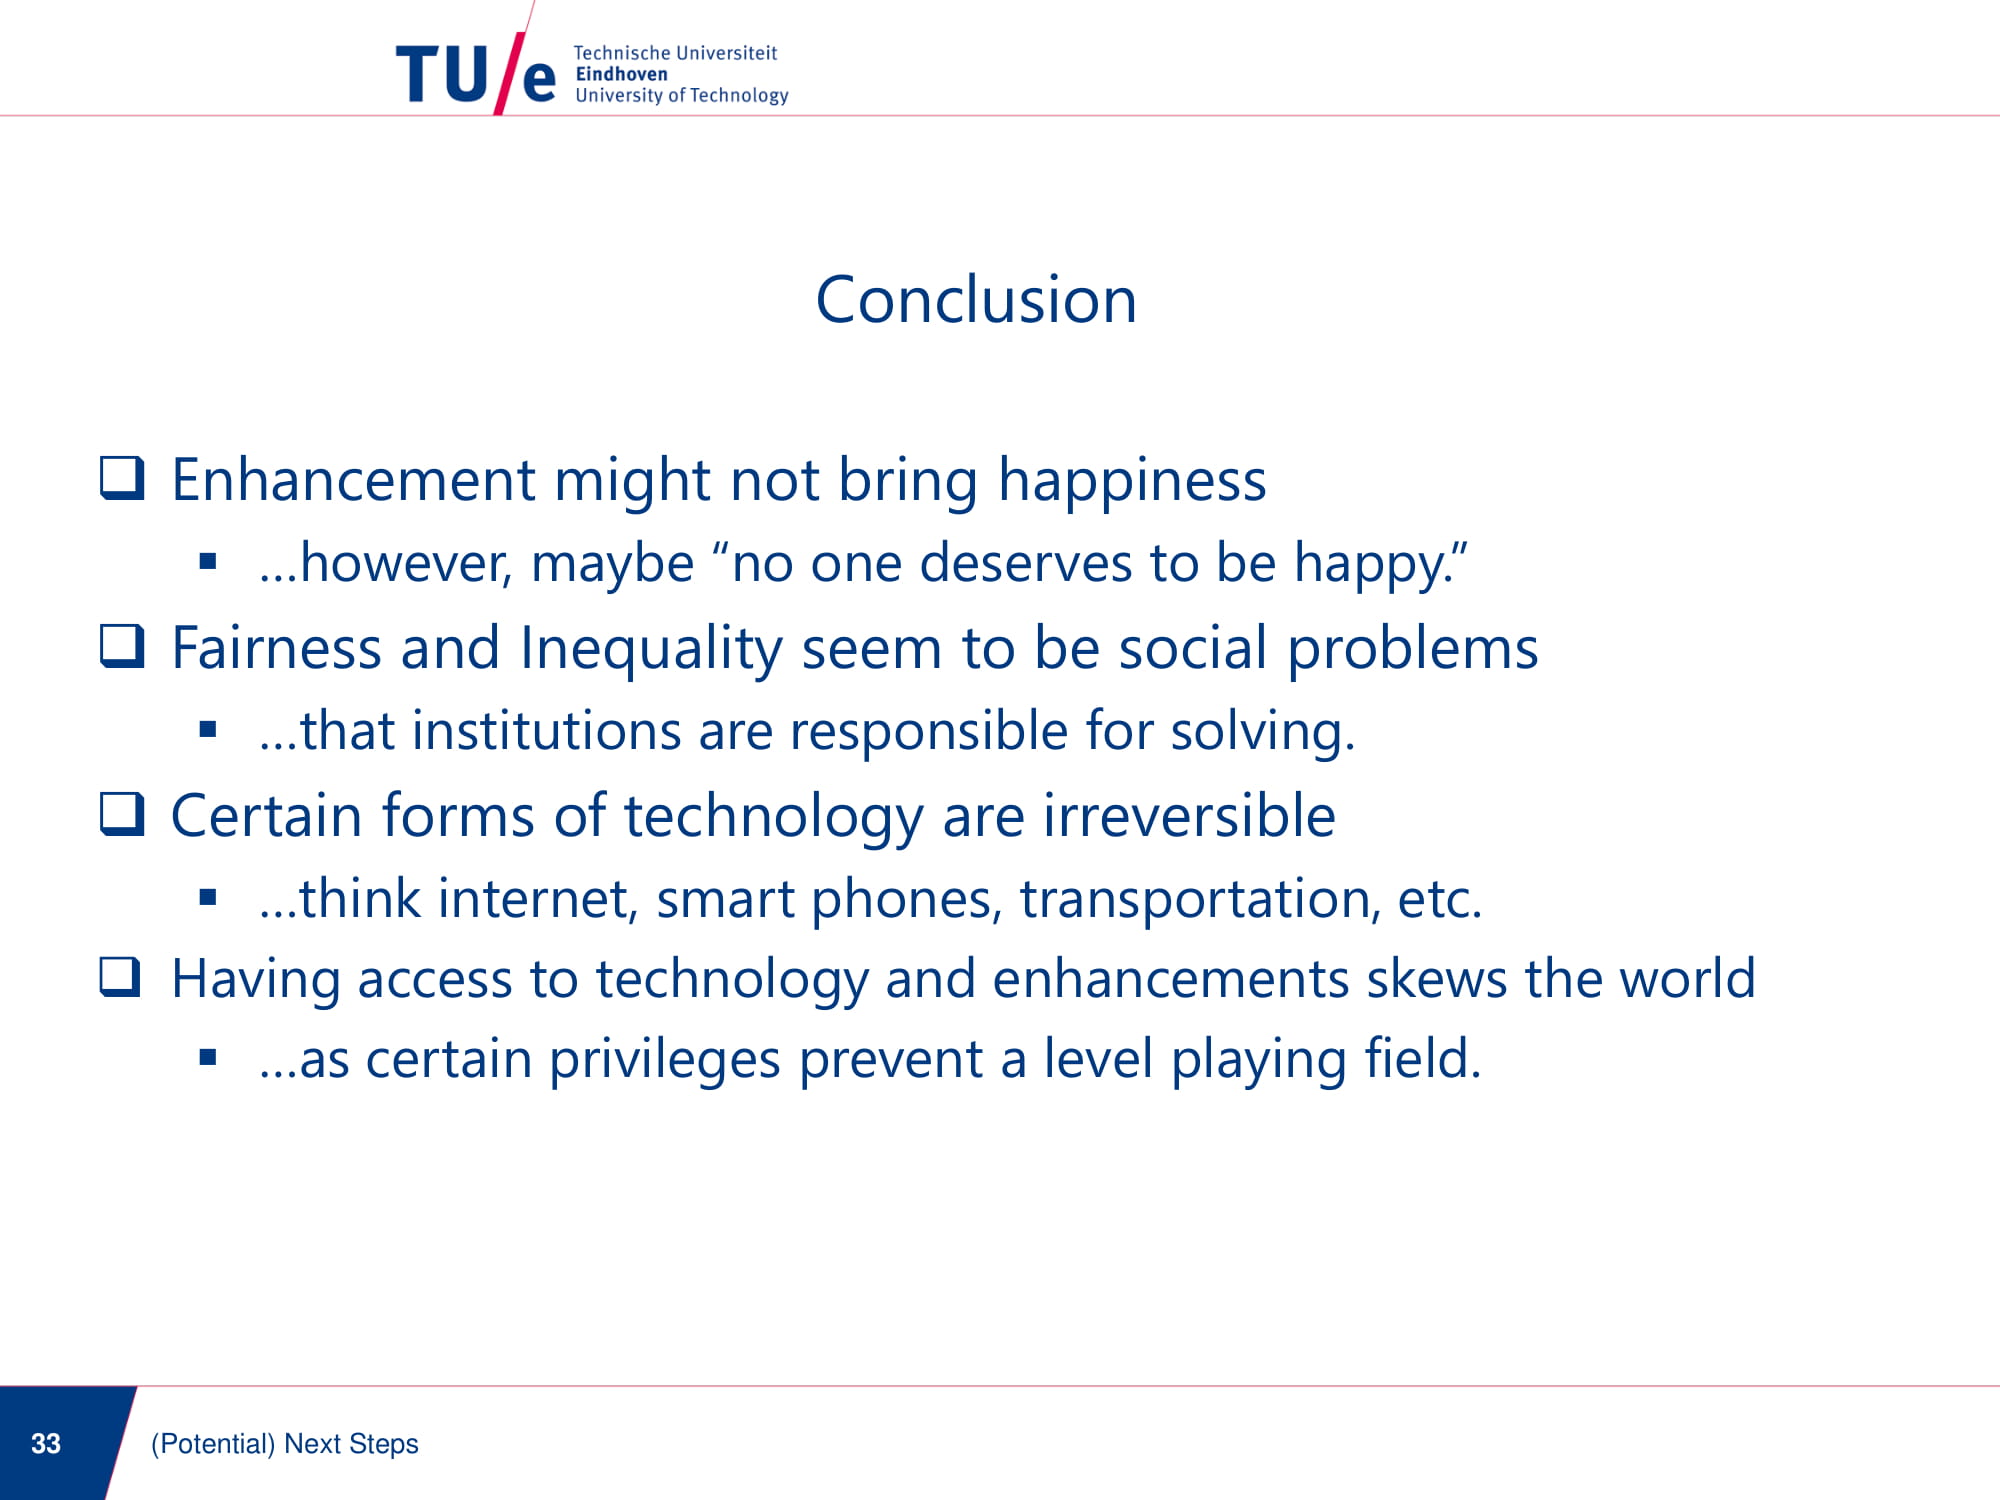 TU/e
Technische Universiteit
Eindhoven
University of Technology
Conclusion
Enhancement might not bring happiness
…however, maybe “no one deserves to be happy.”
Fairness and Inequality seem to be social problems
…that institutions are responsible for solving.
Certain forms of technology are irreversible
…think internet, smart phones, transportation, etc.
Having access to technology and enhancements skews the world
…as certain privileges prevent a level playing field.
33
(Potential) Next Steps